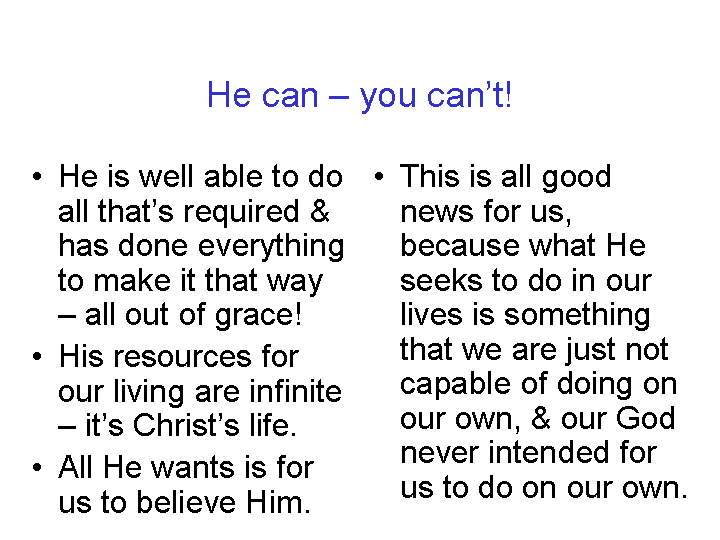 He can – you can’t!
• He is well able to do
all that’s required &
has done everything
to make it that way
– all out of grace!
• His resources for
our living are infinite
– it’s Christ’s life.
• All He wants is for
us to believe Him.
• This is all good
news for us,
because what He
seeks to do in our
lives is something
that we are just not
capable of doing on
our own, & our God
never intended for
us to do on our own.